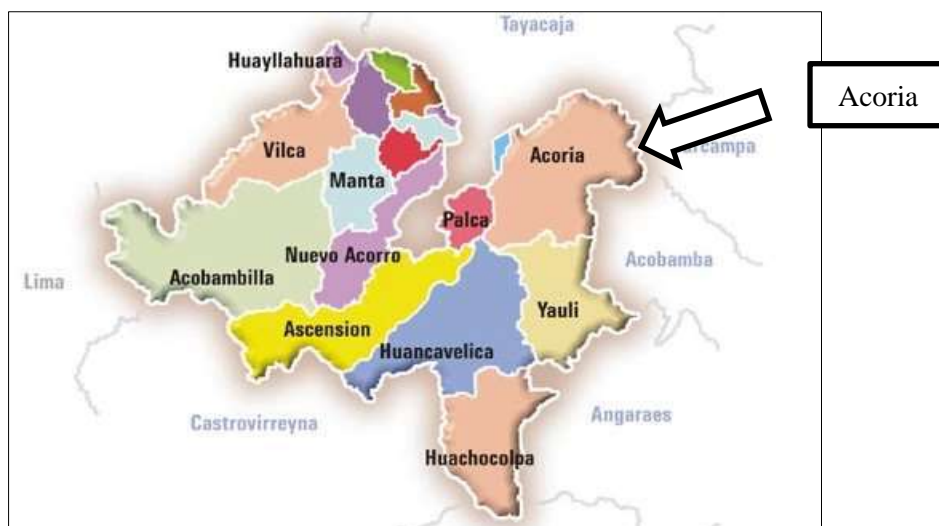 Tayacaja
Huayllahuara
Acoria
Vilca
Acoria
Manta
Palca
Nuevo Acorro
Acobamba
Lima
Acobambilla
Yauli
Ascension
Huancavelica
Castrovirreyna
Angaraes
Huachocolpa